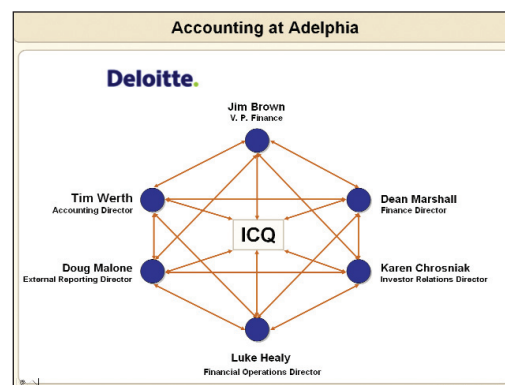 Accounting at Adelphia
Deloitte.
Jim Brown
V. P. Finance
Tim Werth
Accounting Director
Dean Marshall
Finance Director
ICQ
Doug Malone
External Reporting Director
Karen Chrosniak
Investor Relations Director
Luke Healy
Financial Operations Director